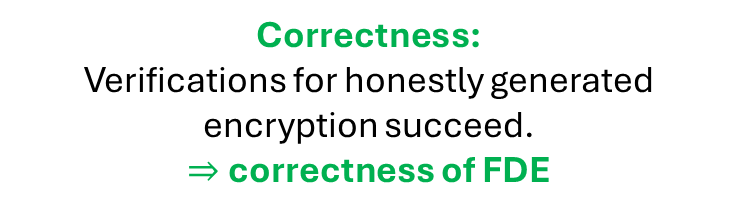 Correctness:
Verifications for honestly generated
encryption succeed.
⇒ correctness of FDE